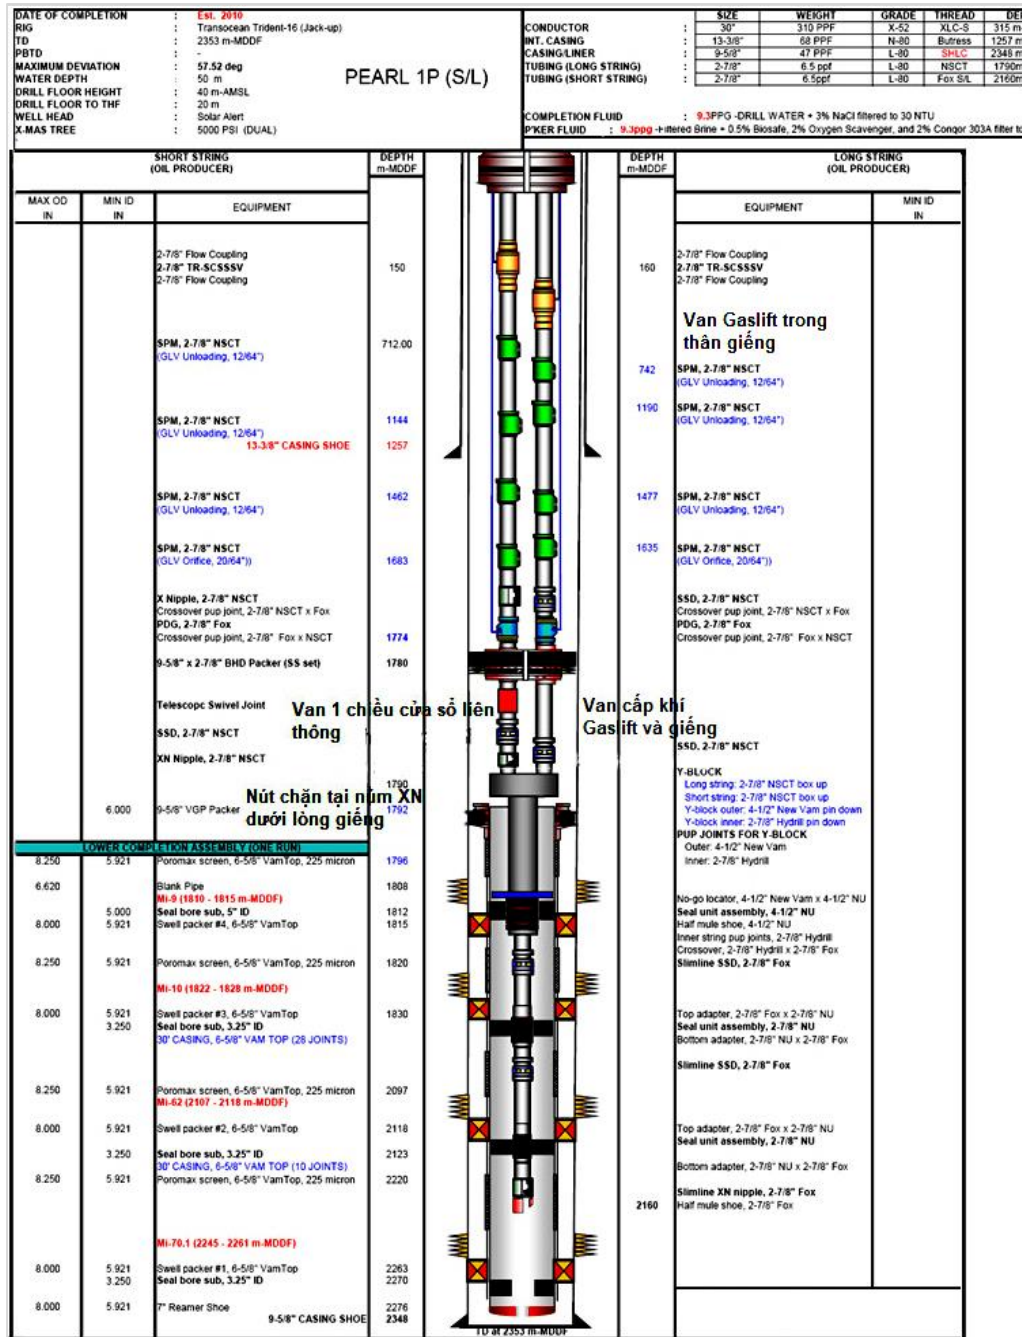 DATE OF COMPLETION : Est. 2010
RIG : Transocean Trident-16 (Jack-up)
TD : 2353 m-MDDF
PBTD : -
MAXIMUM DEVIATION : 57.52 deg
WATER DEPTH : 50 m
DRILL FLOOR HEIGHT : 40 m-AMSL
DRILL FLOOR TO THF : 20 m
WELL HEAD : Solar Alert
X-MAS TREE : 5000 PSI (DUAL)
PEARL 1P (S/L)
SIZE WEIGHT GRADE THREAD
CONDUCTOR : 30" 310 PPF X-52 XLC-S 315
INT. CASING : 13-3/8" 68 PPF N-80 Butress 1257
CASING/LINER : 9-5/8" 47 PPF L-80 SHLC 2348
TUBING (LONG STRING) : 2-7/8" 6.5 ppf L-80 NSCT 1790
TUBING (SHORT STRING) : 2-7/8" 6.5ppf L-80 Fox S/L 2160
COMPLETION FLUID : 9.3PPG -DRILL WATER + 3% NaCl filtered to 30 NTU
P'KER FLUID : 9.3ppg -Filtered Brine + 0.5% Biosafe, 2% Oxygen Scavenger, and 2% Conqor 303A filter to
SHORT STRING
(OIL PRODUCER)
DEPTH
m-MDDF
DEPTH
m-MDDF
LONG STRING
(OIL PRODUCER)
MAX OD
IN
MIN ID
IN
EQUIPMENT
EQUIPMENT
MIN ID
IN
2-7/8" Flow Coupling
2-7/8" TR-SCSSSV 150
2-7/8" Flow Coupling
2-7/8" Flow Coupling
160 2-7/8" TR-SCSSSV
2-7/8" Flow Coupling
Van Gaslift trong
thân giếng
SPM, 2-7/8" NSCT 712.00
(GLV Unloading, 12/64")
742 SPM, 2-7/8" NSCT
(GLV Unloading, 12/64")
1190 SPM, 2-7/8" NSCT
(GLV Unloading, 12/64")
SPM, 2-7/8" NSCT 1144
(GLV Unloading, 12/64")
13-3/8" CASING SHOE 1257
SPM, 2-7/8" NSCT 1462
(GLV Unloading, 12/64")
1477 SPM, 2-7/8" NSCT
(GLV Unloading, 12/64")
SPM, 2-7/8" NSCT
(GLV Orifice, 20/64")) 1683
1635 SPM, 2-7/8" NSCT
(GLV Orifice, 20/64"))
X Nipple, 2-7/8" NSCT
Crossover pup joint, 2-7/8" NSCT x Fox
PDG, 2-7/8" Fox
Crossover pup joint, 2-7/8" Fox x NSCT 1774
SSD, 2-7/8" NSCT
Crossover pup joint, 2-7/8" NSCT x Fox
PDG, 2-7/8" Fox
Crossover pup joint, 2-7/8" Fox x NSCT
9-5/8" x 2-7/8" BHD Packer (SS set) 1780
Telescopc Swivel Joint
Van 1 chiều cửa sổ liên
thông
Van cấp khí
Gaslift và giếng
SSD, 2-7/8" NSCT
SSD, 2-7/8" NSCT
XN Nipple, 2-7/8" NSCT
1790
Nút chặn tại núm XN
dưới lòng giếng
6.000 9-5/8" VGP Packer 1792
Y-BLOCK
Long string: 2-7/8" NSCT box up
Short string: 2-7/8" NSCT box up
Y-block outer: 4-1/2" New Vam pin down
Y-block inner: 2-7/8" Hydrill pin down
PUP JOINTS FOR Y-BLOCK
Outer: 4-1/2" New Vam
Inner: 2-7/8" Hydrill
LOWER COMPLETION ASSEMBLY (ONE RUN)
8.250 5.921 Poromax screen, 6-5/8" VamTop, 225 micron 1796
6.620 Blank Pipe 1808
Mi-9 (1810 - 1815 m-MDDF)
5.000 Seal bore sub, 5" ID 1812
8.000 5.921 Swell packer #4, 6-5/8" VamTop 1815
No-go locator, 4-1/2" New Vam x 4-1/2" NU
Seal unit assembly, 4-1/2" NU
Half mule shoe, 4-1/2" NU
Inner string pup joints, 2-7/8" Hydrill
Crossover, 2-7/8" Hydrill x 2-7/8" Fox
Slimline SSD, 2-7/8" Fox
8.250 5.921 Poromax screen, 6-5/8" VamTop, 225 micron 1820
Mi-10 (1822 - 1828 m-MDDF)
8.000 5.921 Swell packer #3, 6-5/8" VamTop 1830
3.250 Seal bore sub, 3.25" ID
30' CASING, 6-5/8" VAM TOP (28 JOINTS)
Top adapter, 2-7/8" Fox x 2-7/8" NU
Seal unit assembly, 2-7/8" NU
Bottom adapter, 2-7/8" NU x 2-7/8" Fox
Slimline SSD, 2-7/8" Fox
8.250 5.921 Poromax screen, 6-5/8" VamTop, 225 micron 2097
Mi-62 (2107 - 2118 m-MDDF)
8.000 5.921 Swell packer #2, 6-5/8" VamTop 2118
3.250 Seal bore sub, 3.25" ID 2123
30' CASING, 6-5/8" VAM TOP (10 JOINTS)
8.250 5.921 Poromax screen, 6-5/8" VamTop, 225 micron 2220
Top adapter, 2-7/8" Fox x 2-7/8" NU
Seal unit assembly, 2-7/8" NU
Bottom adapter, 2-7/8" NU x 2-7/8" Fox
Slimline XN nipple, 2-7/8" Fox
2160 Half mule shoe, 2-7/8" Fox
Mi-70.1 (2245 - 2261 m-MDDF)
8.000 5.921 Swell packer #1, 6-5/8" VamTop 2263
3.250 Seal bore sub, 3.25" ID 2270
8.000 5.921 7" Reamer Shoe 2276
9-5/8" CASING SHOE 2348
TD at 2353 m-MDDF